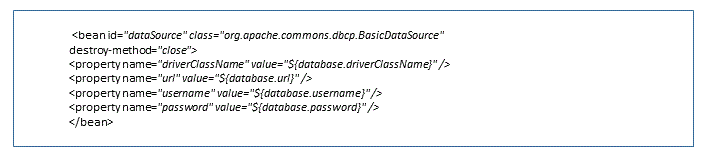 <bean id="dataSource" class="org.apache.commons.dbcp.BasicDataSource"
destroy-method="close">
<property name="driverClassName" value="${database.driverClassName}" />
<property name="url" value="${database.url}" />
<property name="username" value="${database.username}" />
<property name="password" value="${database.password}" />
</bean>